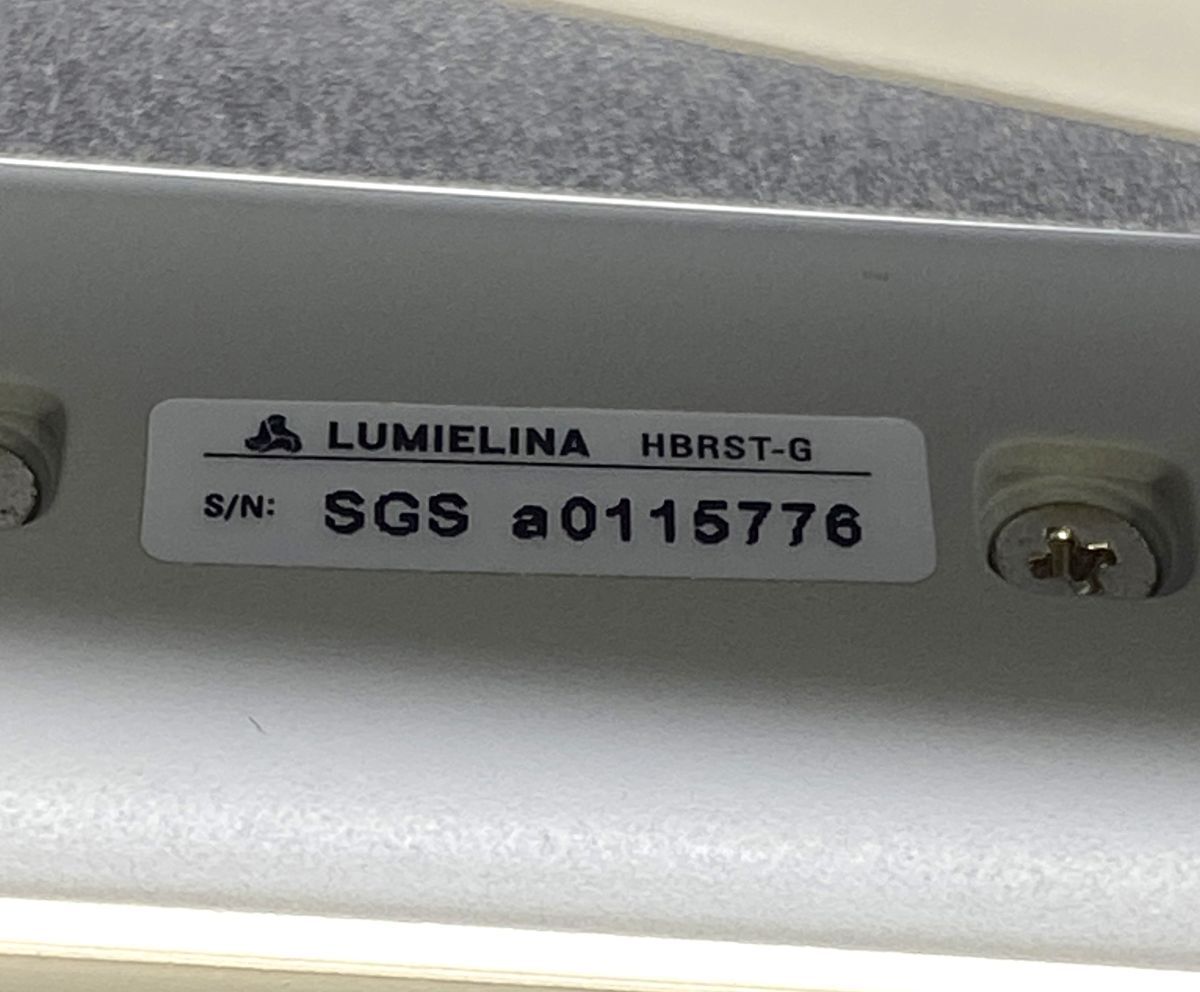 LUMIELINA HBRST-G
S/N: SGS a0115776